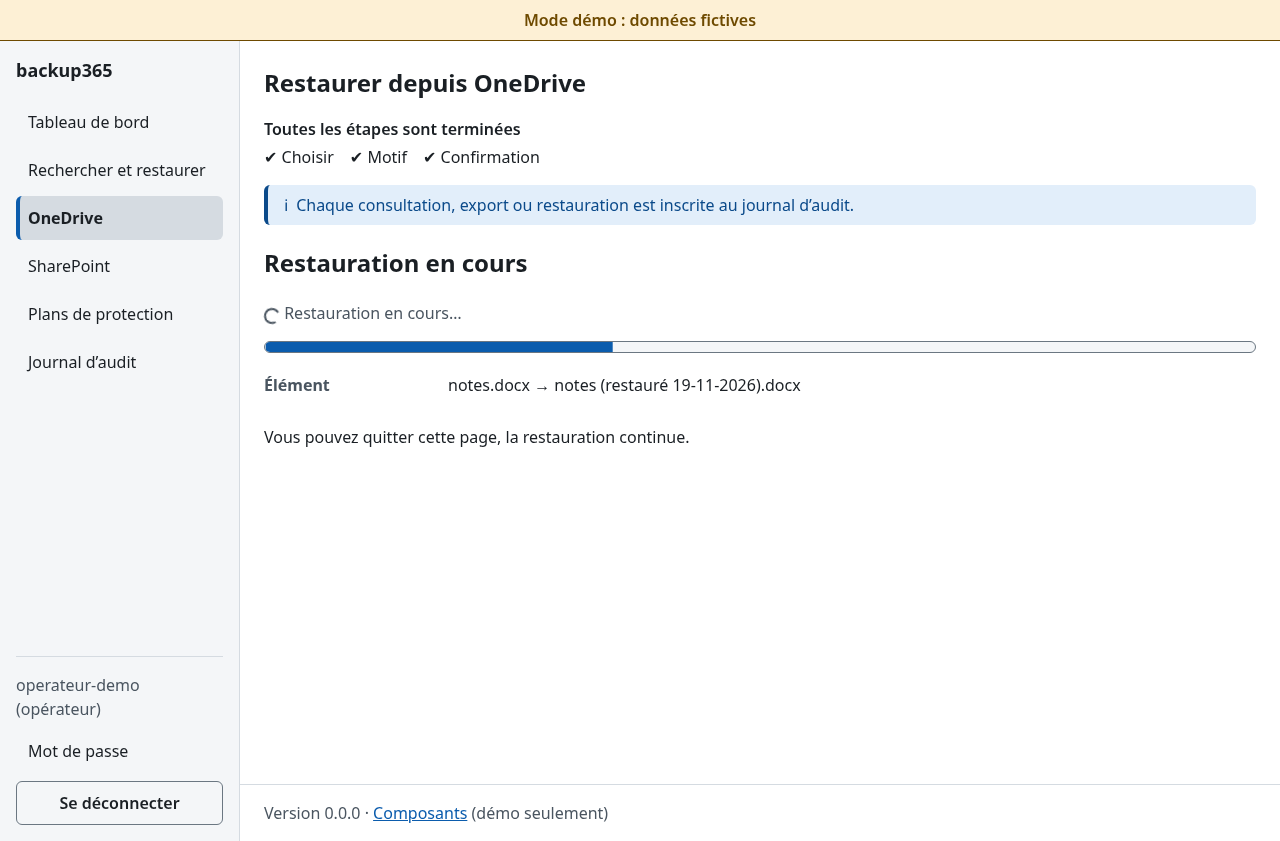 Mode démo : données fictives
backup365
Tableau de bord
Rechercher et restaurer
OneDrive
SharePoint
Plans de protection
Journal d’audit
operateur-demo
(opérateur)
Mot de passe
Se déconnecter
Restaurer depuis OneDrive
Toutes les étapes sont terminées
✔ Choisir ✔ Motif ✔ Confirmation
i Chaque consultation, export ou restauration est inscrite au journal d’audit.
Restauration en cours
Restauration en cours…
Élément notes.docx → notes (restauré 19-11-2026).docx
Vous pouvez quitter cette page, la restauration continue.
Version 0.0.0 · Composants (démo seulement)